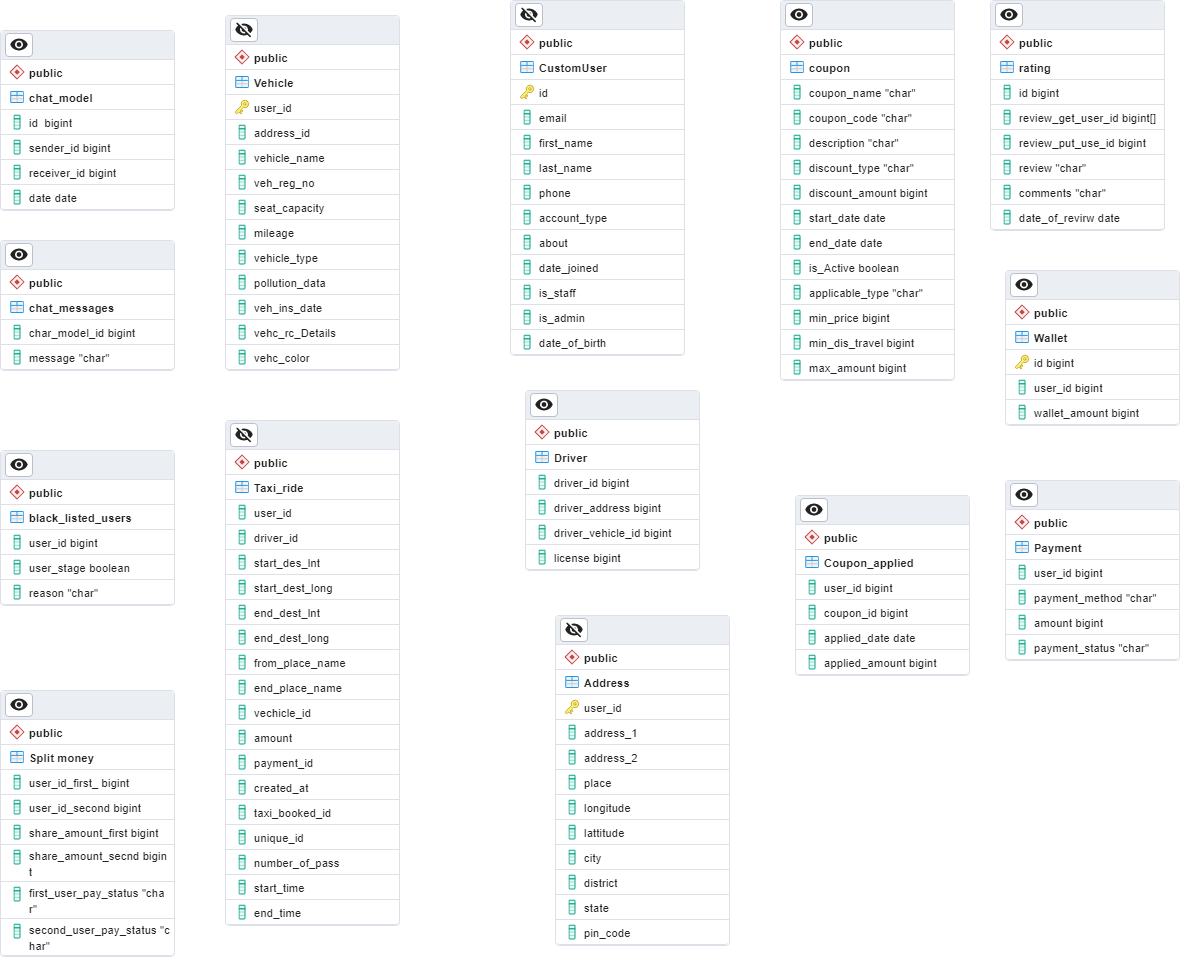 public
chat_model
id  bigint
sender_id bigint
receiver_id bigint
date date
public
chat_messages
char_model_id bigint
message "char"
public
black_listed_users
user_id bigint
user_stage boolean
reason "char"
public
Split money
user_id_first_ bigint
user_id_second bigint
share_amount_first bigint
share_amount_secnd bigin
t
first_user_pay_status "cha
r"
second_user_pay_status "c
har"
public
Vehicle
user_id
address_id
vehicle_name
veh_reg_no
seat_capacity
mileage
vehicle_type
pollution_data
veh_ins_date
vehc_rc_Details
vehc_color
public
Taxi_ride
user_id
driver_id
start_des_lnt
start_dest_long
end_dest_lnt
end_dest_long
from_place_name
end_place_name
vechicle_id
amount
payment_id
created_at
taxi_booked_id
unique_id
number_of_pass
start_time
end_time
public
CustomUser
id
email
first_name
last_name
phone
account_type
about
date_joined
is_staff
is_admin
date_of_birth
public
Driver
driver_id bigint
driver_address bigint
driver_vehicle_id bigint
license bigint
public
Address
user_id
address_1
address_2
place
longitude
lattitude
city
district
state
pin_code
public
coupon
coupon_name "char"
coupon_code "char"
description "char"
discount_type "char"
discount_amount bigint
start_date date
end_date date
is_Active boolean
applicable_type "char"
min_price bigint
min_dis_travel bigint
max_amount bigint
public
Coupon_applied
user_id bigint
coupon_id bigint
applied_date date
applied_amount bigint
public
rating
id bigint
review_get_user_id bigint[]
review_put_use_id bigint
review "char"
comments "char"
date_of_revirw date
public
Wallet
id bigint
user_id bigint
wallet_amount bigint
public
Payment
user_id bigint
payment_method "char"
amount bigint
payment_status "char"